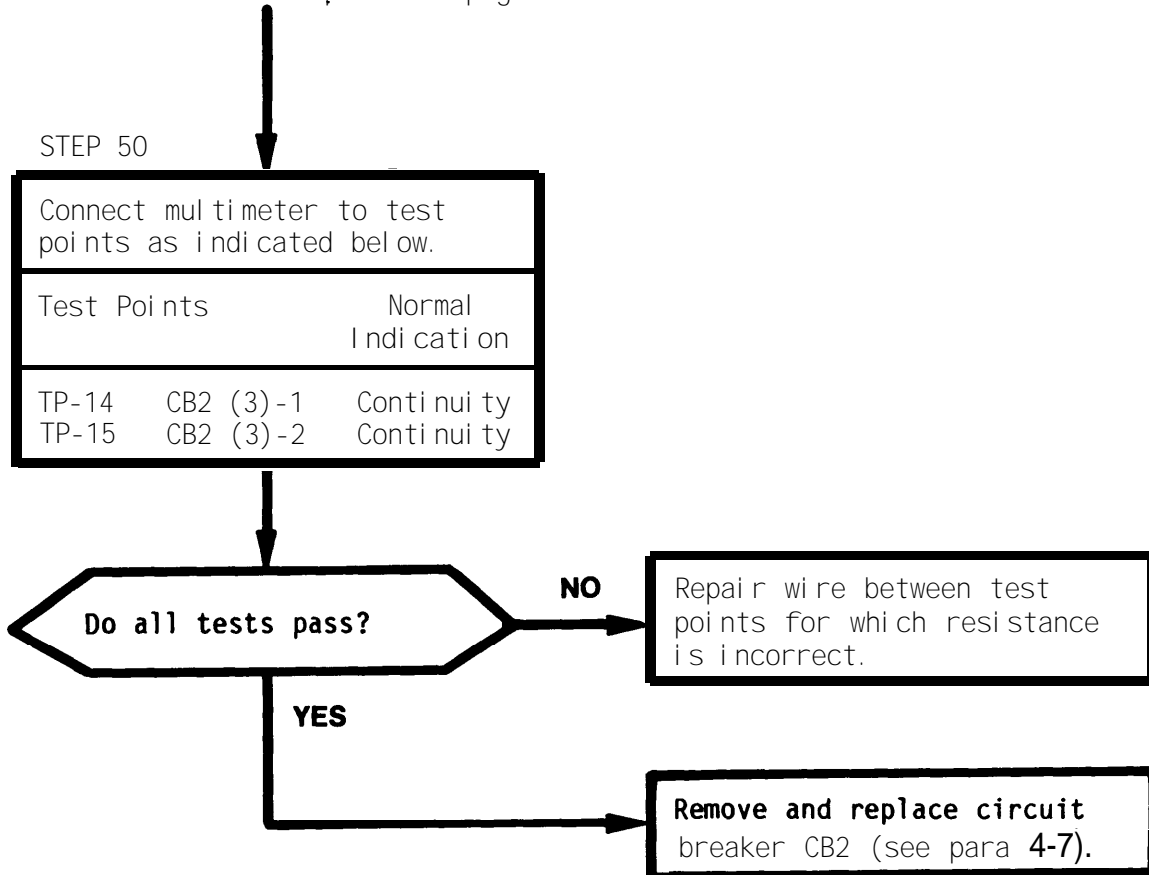 STEP 50
Connect multimeter to test
points as indicated below.
Test Points Normal
Indication
TP-14 CB2 (3)-1 Continuity
TP-15 CB2 (3)-2 Continuity
Do all tests pass?
NO
Repair wire between test
points for which resistance
is incorrect.
YES
Remove and replace circuit
breaker CB2 (see para 4-7).